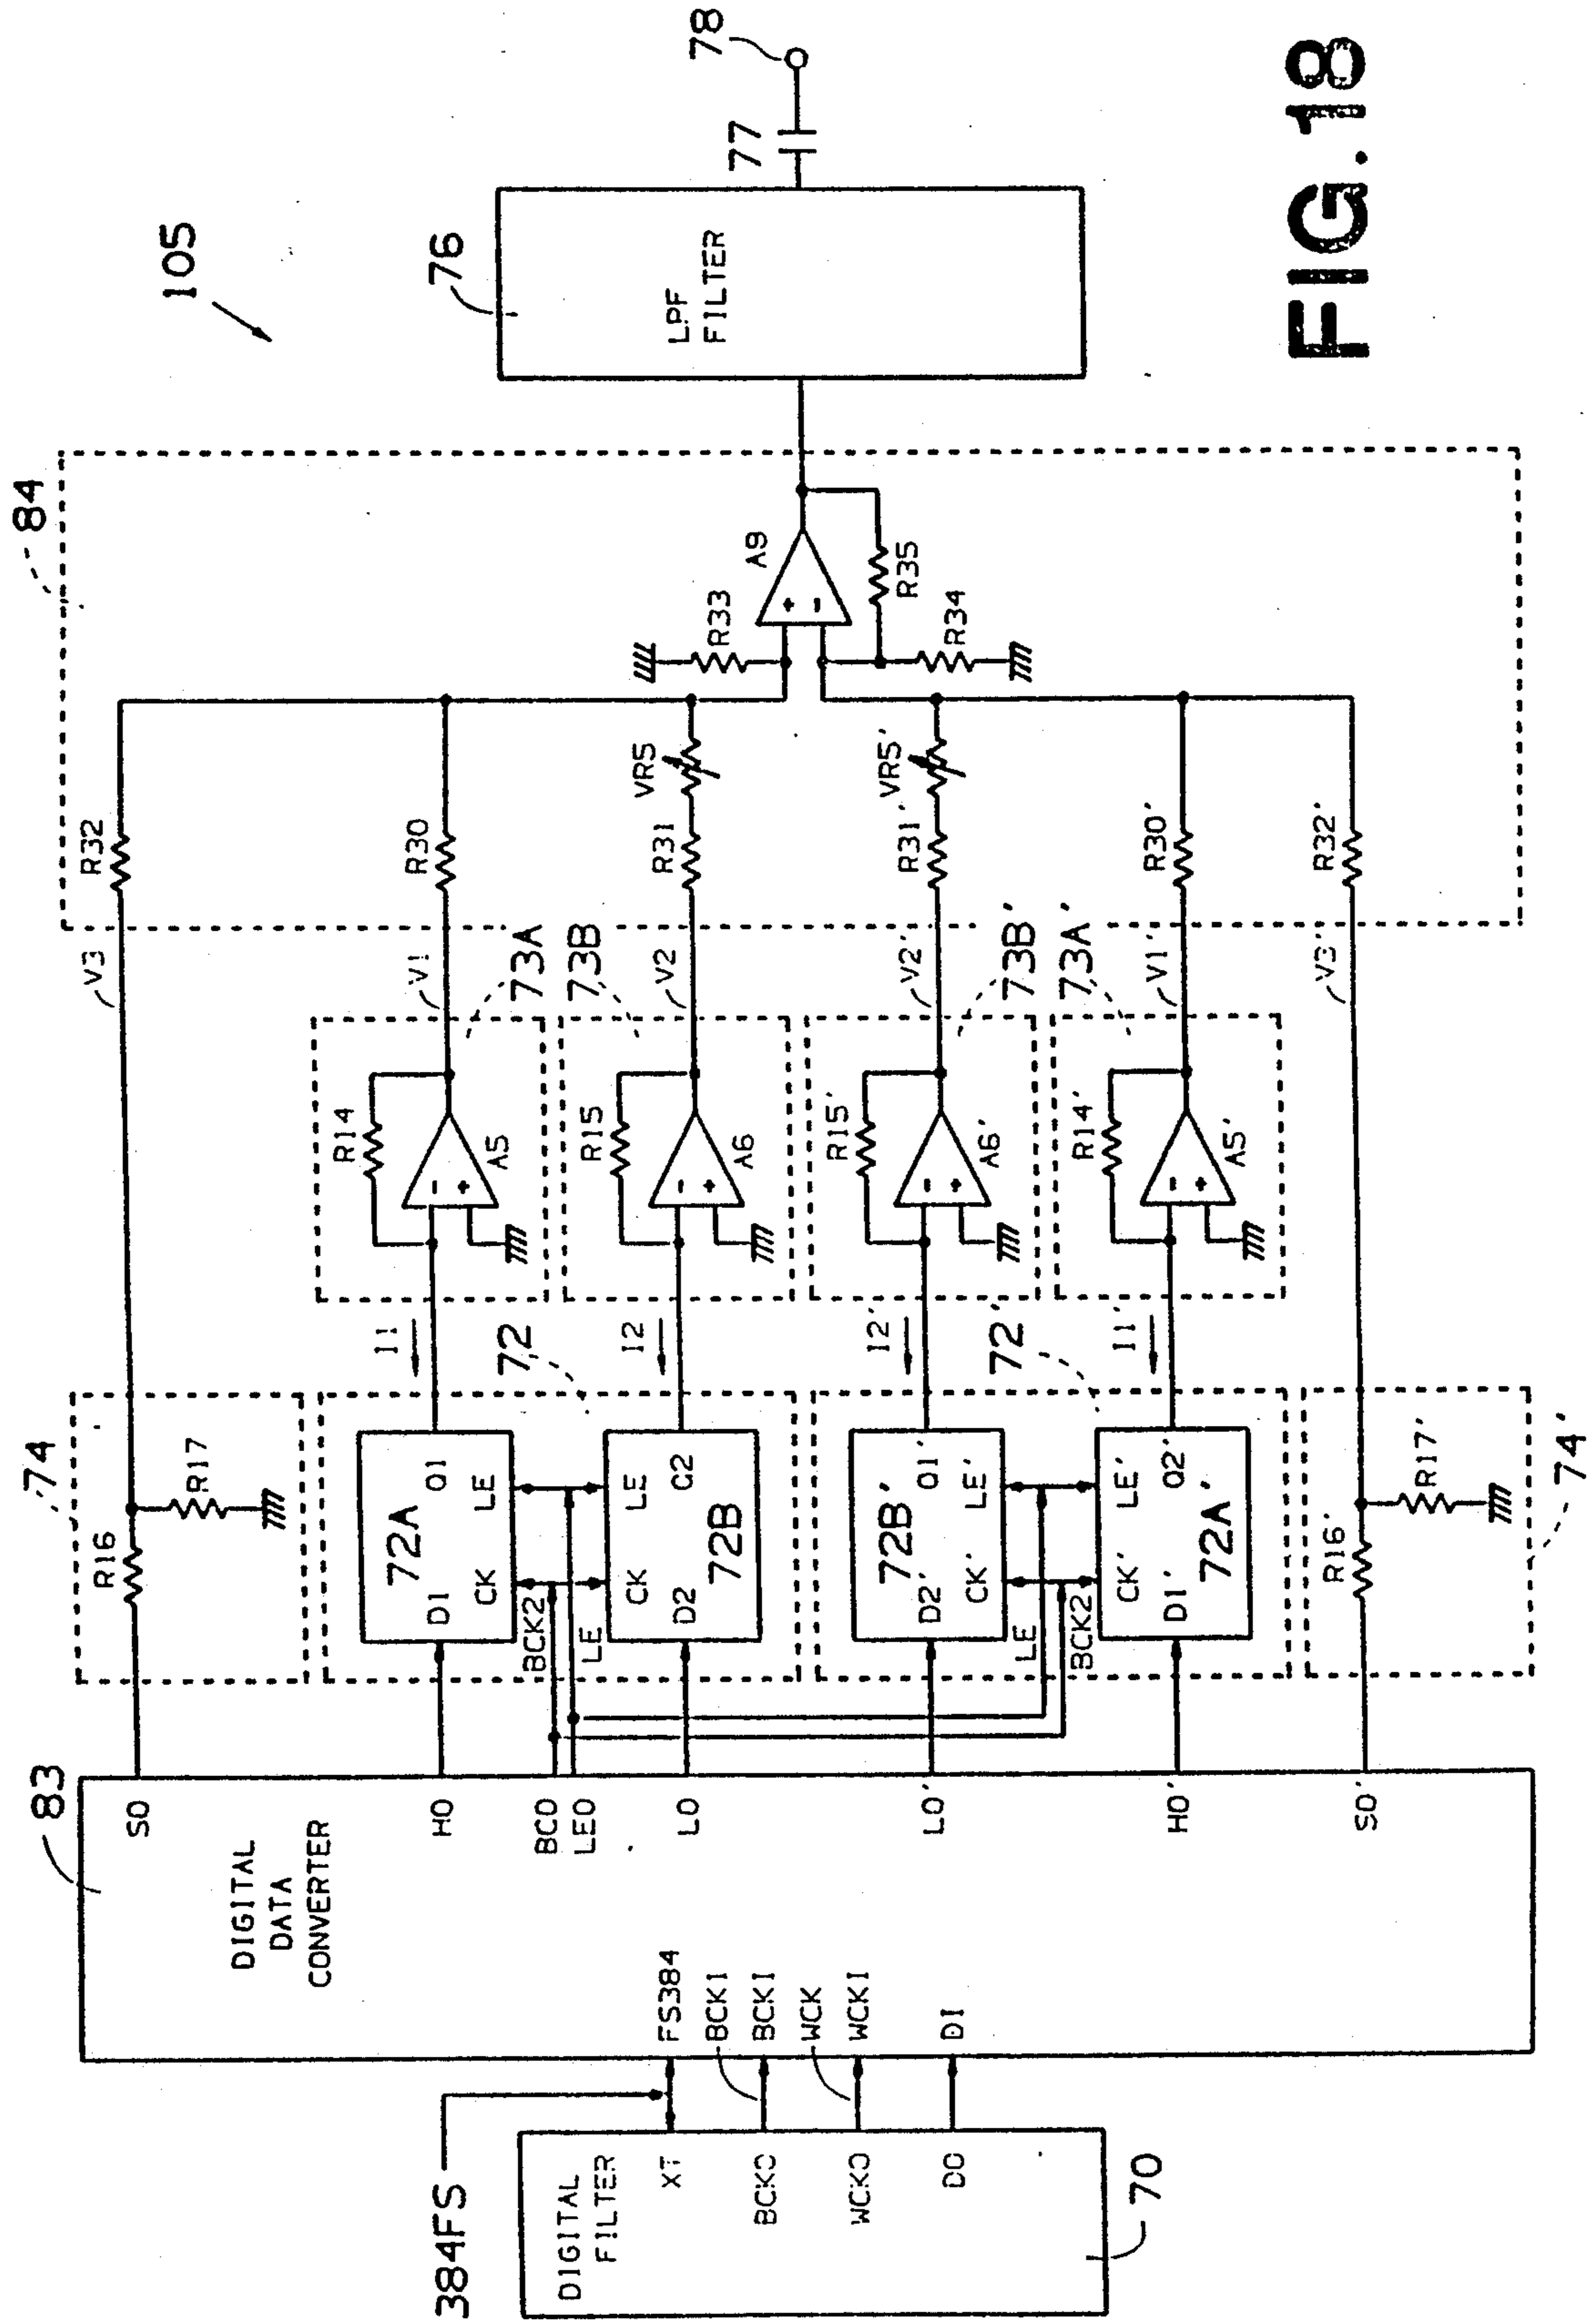 FIG.18
105
384FS
DIGITAL
FILTER
XT
BCKO
WCKO
DO
70
FS384
BCK1
BCKI
WCK
WCKI
DI
83
DIGITAL
DATA
CONVERTER
SO
HO
BCO
LEO
LO
LO'
HO'
SO'
74
R16
R17
72A
D1
Q1
CK
LE
BCK2
LE
CK
LE
D2
Q2
72B
72
72B'
D2'
Q1'
CK'
LE'
LE
BCK2
CK'
LE'
D1'
Q2'
72A'
72'
R16'
R17'
74'
I1
I2
I2'
I1'
R14
A5
73A
R15
A6
73B
R15'
A6'
73B'
R14'
A5'
73A'
V3
V1
V2
V2'
V1'
V3'
84
R32
R30
R31
VR5
R31'
VR5'
R30'
R32'
R33
A9
R35
R34
76
LPF
FILTER
77
78